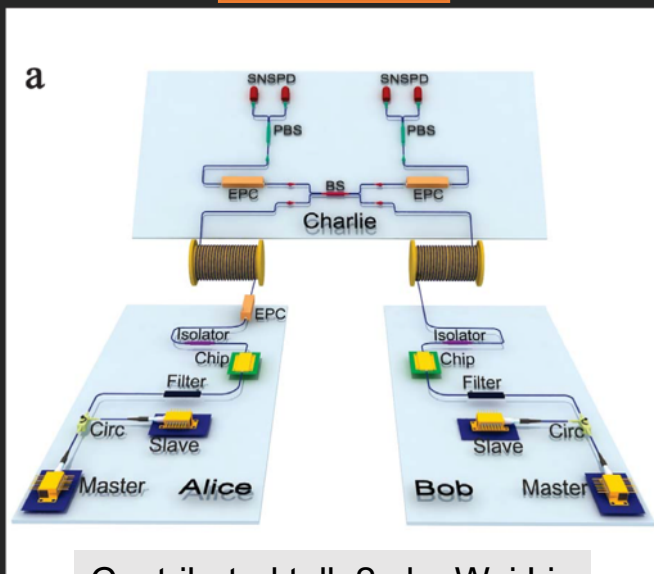 a
SNSPD SNSPD
PBS PBS
BS
EPC EPC
Charlie
EPC
Isolator Isolator
Chip Chip
Filter Filter
Circ Circ
Slave Slave
Master Alice Bob Master